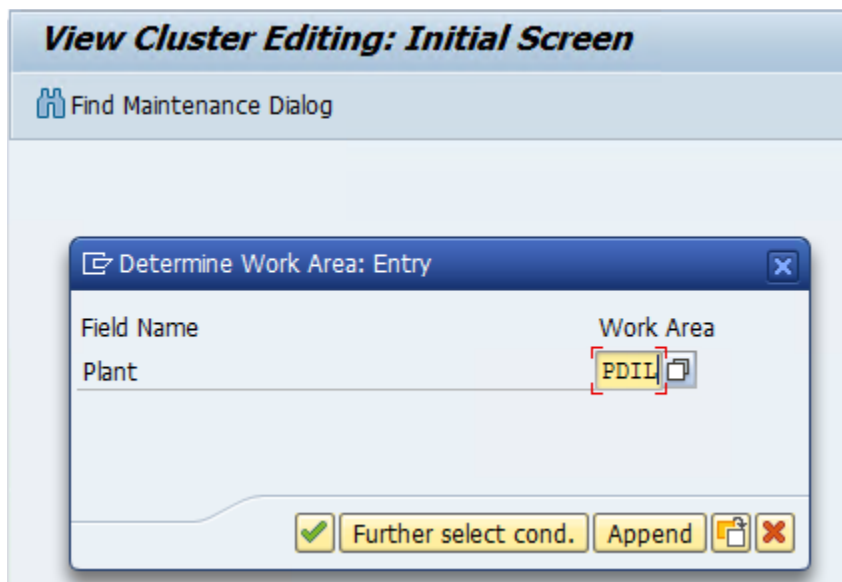 View Cluster Editing: Initial Screen
Find Maintenance Dialog
Determine Work Area: Entry
Field Name Work Area
Plant PDIL
Further select cond. Append